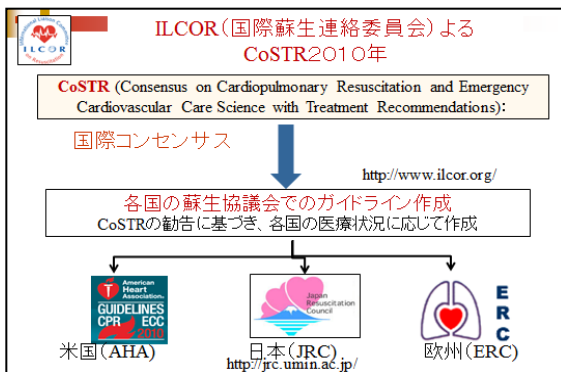 ILCOR(国際蘇生連絡委員会)よる
CoSTR2010年
ILCOR
CoSTR (Consensus on Cardiopulmonary Resuscitation and Emergency
Cardiovascular Care Science with Treatment Recommendations):
国際コンセンサス
http://www.ilcor.org/
各国の蘇生協議会でのガイドライン作成
CoSTRの勧告に基づき、各国の医療状況に応じて作成
American
Heart
Association
GUIDELINES
CPR ECC
2010
Japan
Resuscitation
Council
ERC
米国(AHA)
日本(JRC)
欧州(ERC)
http://jrc.umin.ac.jp/